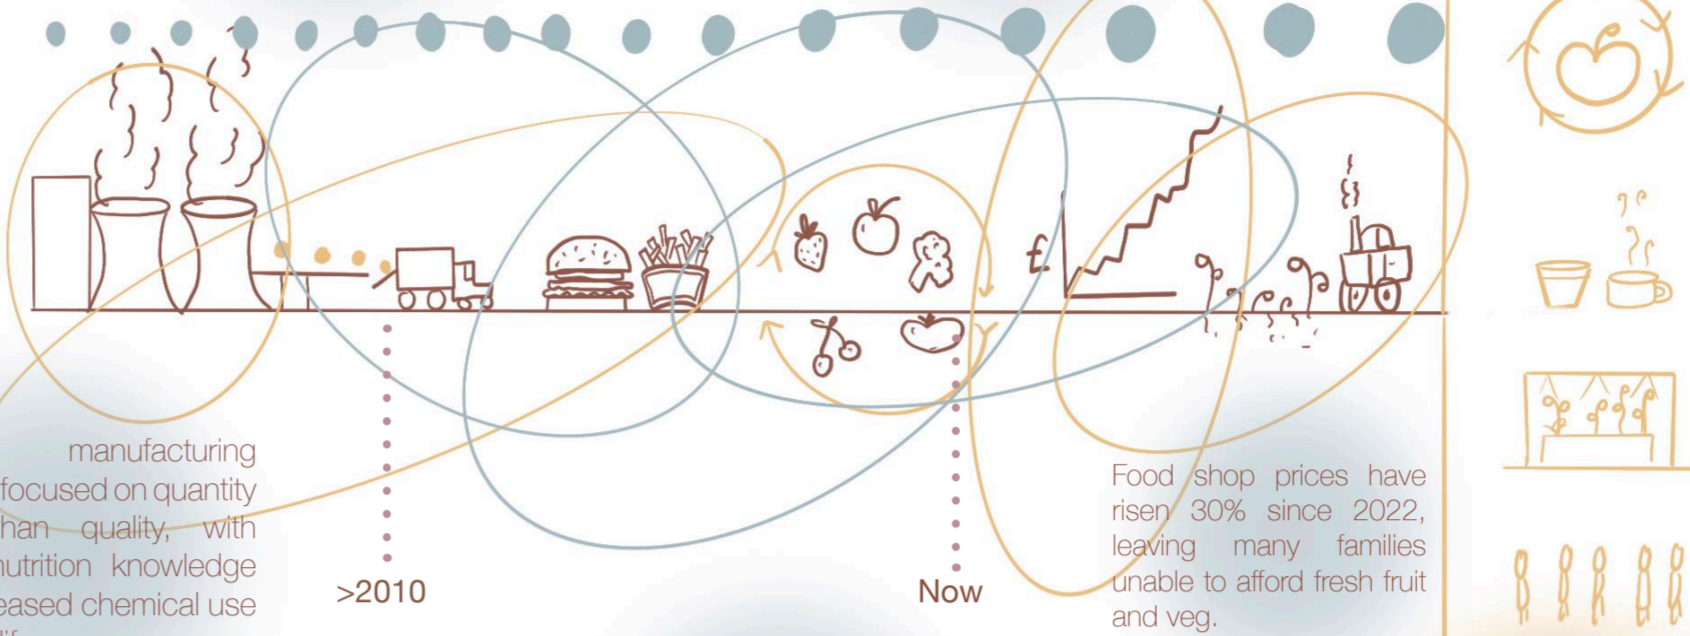 manufacturing
focused on quantity
han quality, with
nutrition knowledge
eased chemical use
>2010
£
Now
Food shop prices have
risen 30% since 2022,
leaving many families
unable to afford fresh fruit
and veg.